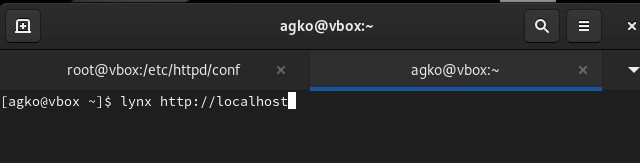 agko@vbox:~
root@vbox:/etc/httpd/conf
agko@vbox:~
[agko@vbox ~]$ lynx http://localhost